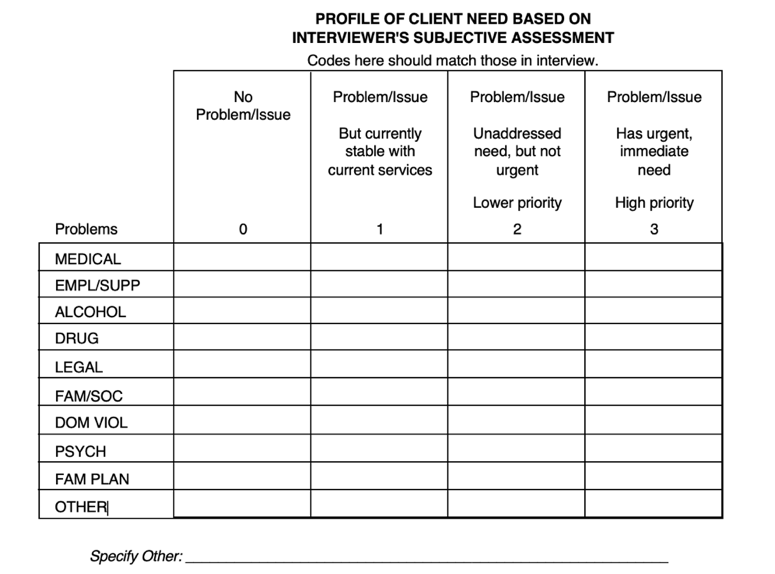 PROFILE OF CLIENT NEED BASED ON
INTERVIEWER'S SUBJECTIVE ASSESSMENT
Codes here should match those in interview.
No
Problem/Issue
Problem/Issue
But currently
stable with
current services
Problem/Issue
Unaddressed
need, but not
urgent
Lower priority
Problem/Issue
Has urgent,
immediate
need
High priority
Problems 0 1 2 3
MEDICAL
EMPL/SUPP
ALCOHOL
DRUG
LEGAL
FAM/SOC
DOM VIOL
PSYCH
FAM PLAN
OTHER
Specify Other: